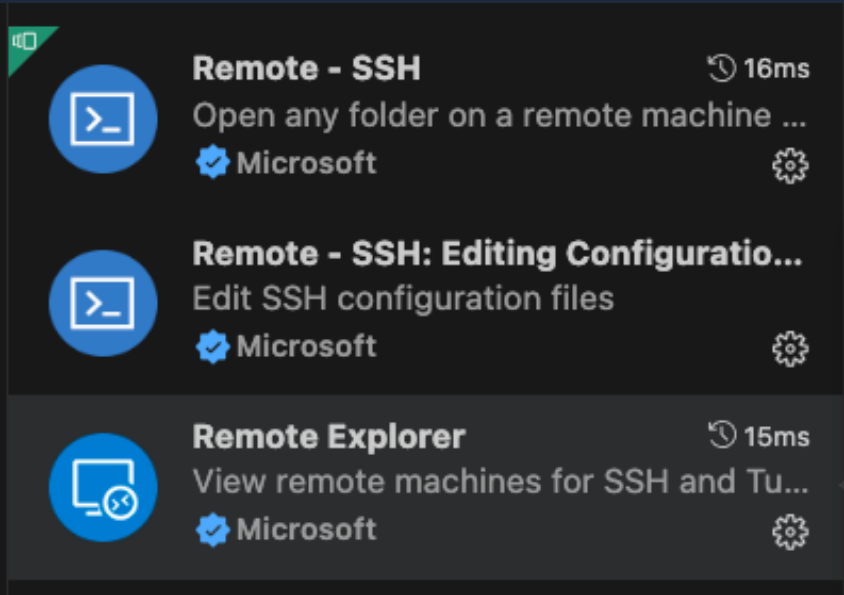 Remote - SSH 16ms
Open any folder on a remote machine ...
Microsoft
Remote - SSH: Editing Configuratio...
Edit SSH configuration files
Microsoft
Remote Explorer 15ms
View remote machines for SSH and Tu...
Microsoft